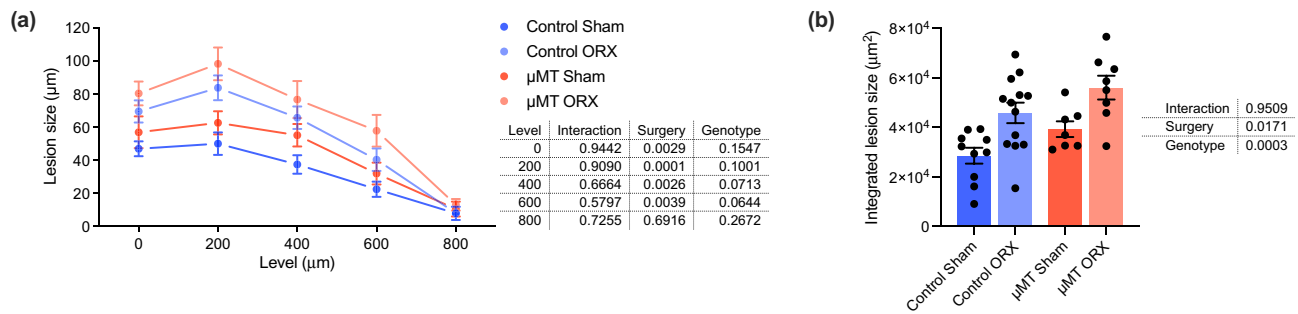 (a)
Lesion size (μm)
120
100
80
60
40
20
0
0 200 400 600 800
Level (μm)
Control Sham
Control ORX
μMT Sham
μMT ORX
Level Interaction Surgery Genotype
0 0.9442 0.0029 0.1547
200 0.9090 0.0001 0.1001
400 0.6664 0.0026 0.0713
600 0.5797 0.0039 0.0644
800 0.7255 0.6916 0.2672
(b)
Integrated lesion size (μm²)
8×10⁴
6×10⁴
4×10⁴
2×10⁴
0
Control Sham
Control ORX
μMT Sham
μMT ORX
Interaction 0.9509
Surgery 0.0171
Genotype 0.0003